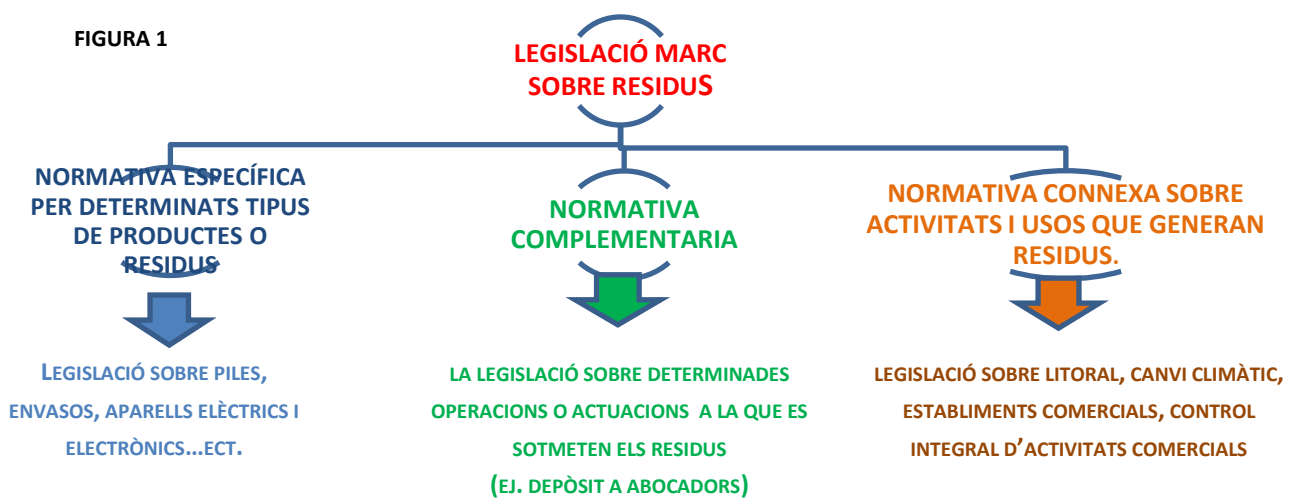 FIGURA 1
LEGISLACIÓ MARC
SOBRE RESIDUS
NORMATIVA ESPECÍFICA
PER DETERMINATS TIPUS
DE PRODUCTES O
RESIDUS
NORMATIVA
COMPLEMENTARIA
NORMATIVA CONNEXA SOBRE
ACTIVITATS I USOS QUE GENERAN
RESIDUS.
LEGISLACIÓ SOBRE PILES,
ENVASOS, APARELLS ELÈCTRICS I
ELECTRÒNICS...ECT.
LA LEGISLACIÓ SOBRE DETERMINADES
OPERACIONS O ACTUACIONS A LA QUE ES
SOTMETEN ELS RESIDUS
(EJ. DEPÒSIT A ABOCADORS)
LEGISLACIÓ SOBRE LITORAL, CANVI CLIMÀTIC,
ESTABLIMENTS COMERCIALS, CONTROL
INTEGRAL D'ACTIVITATS COMERCIALS